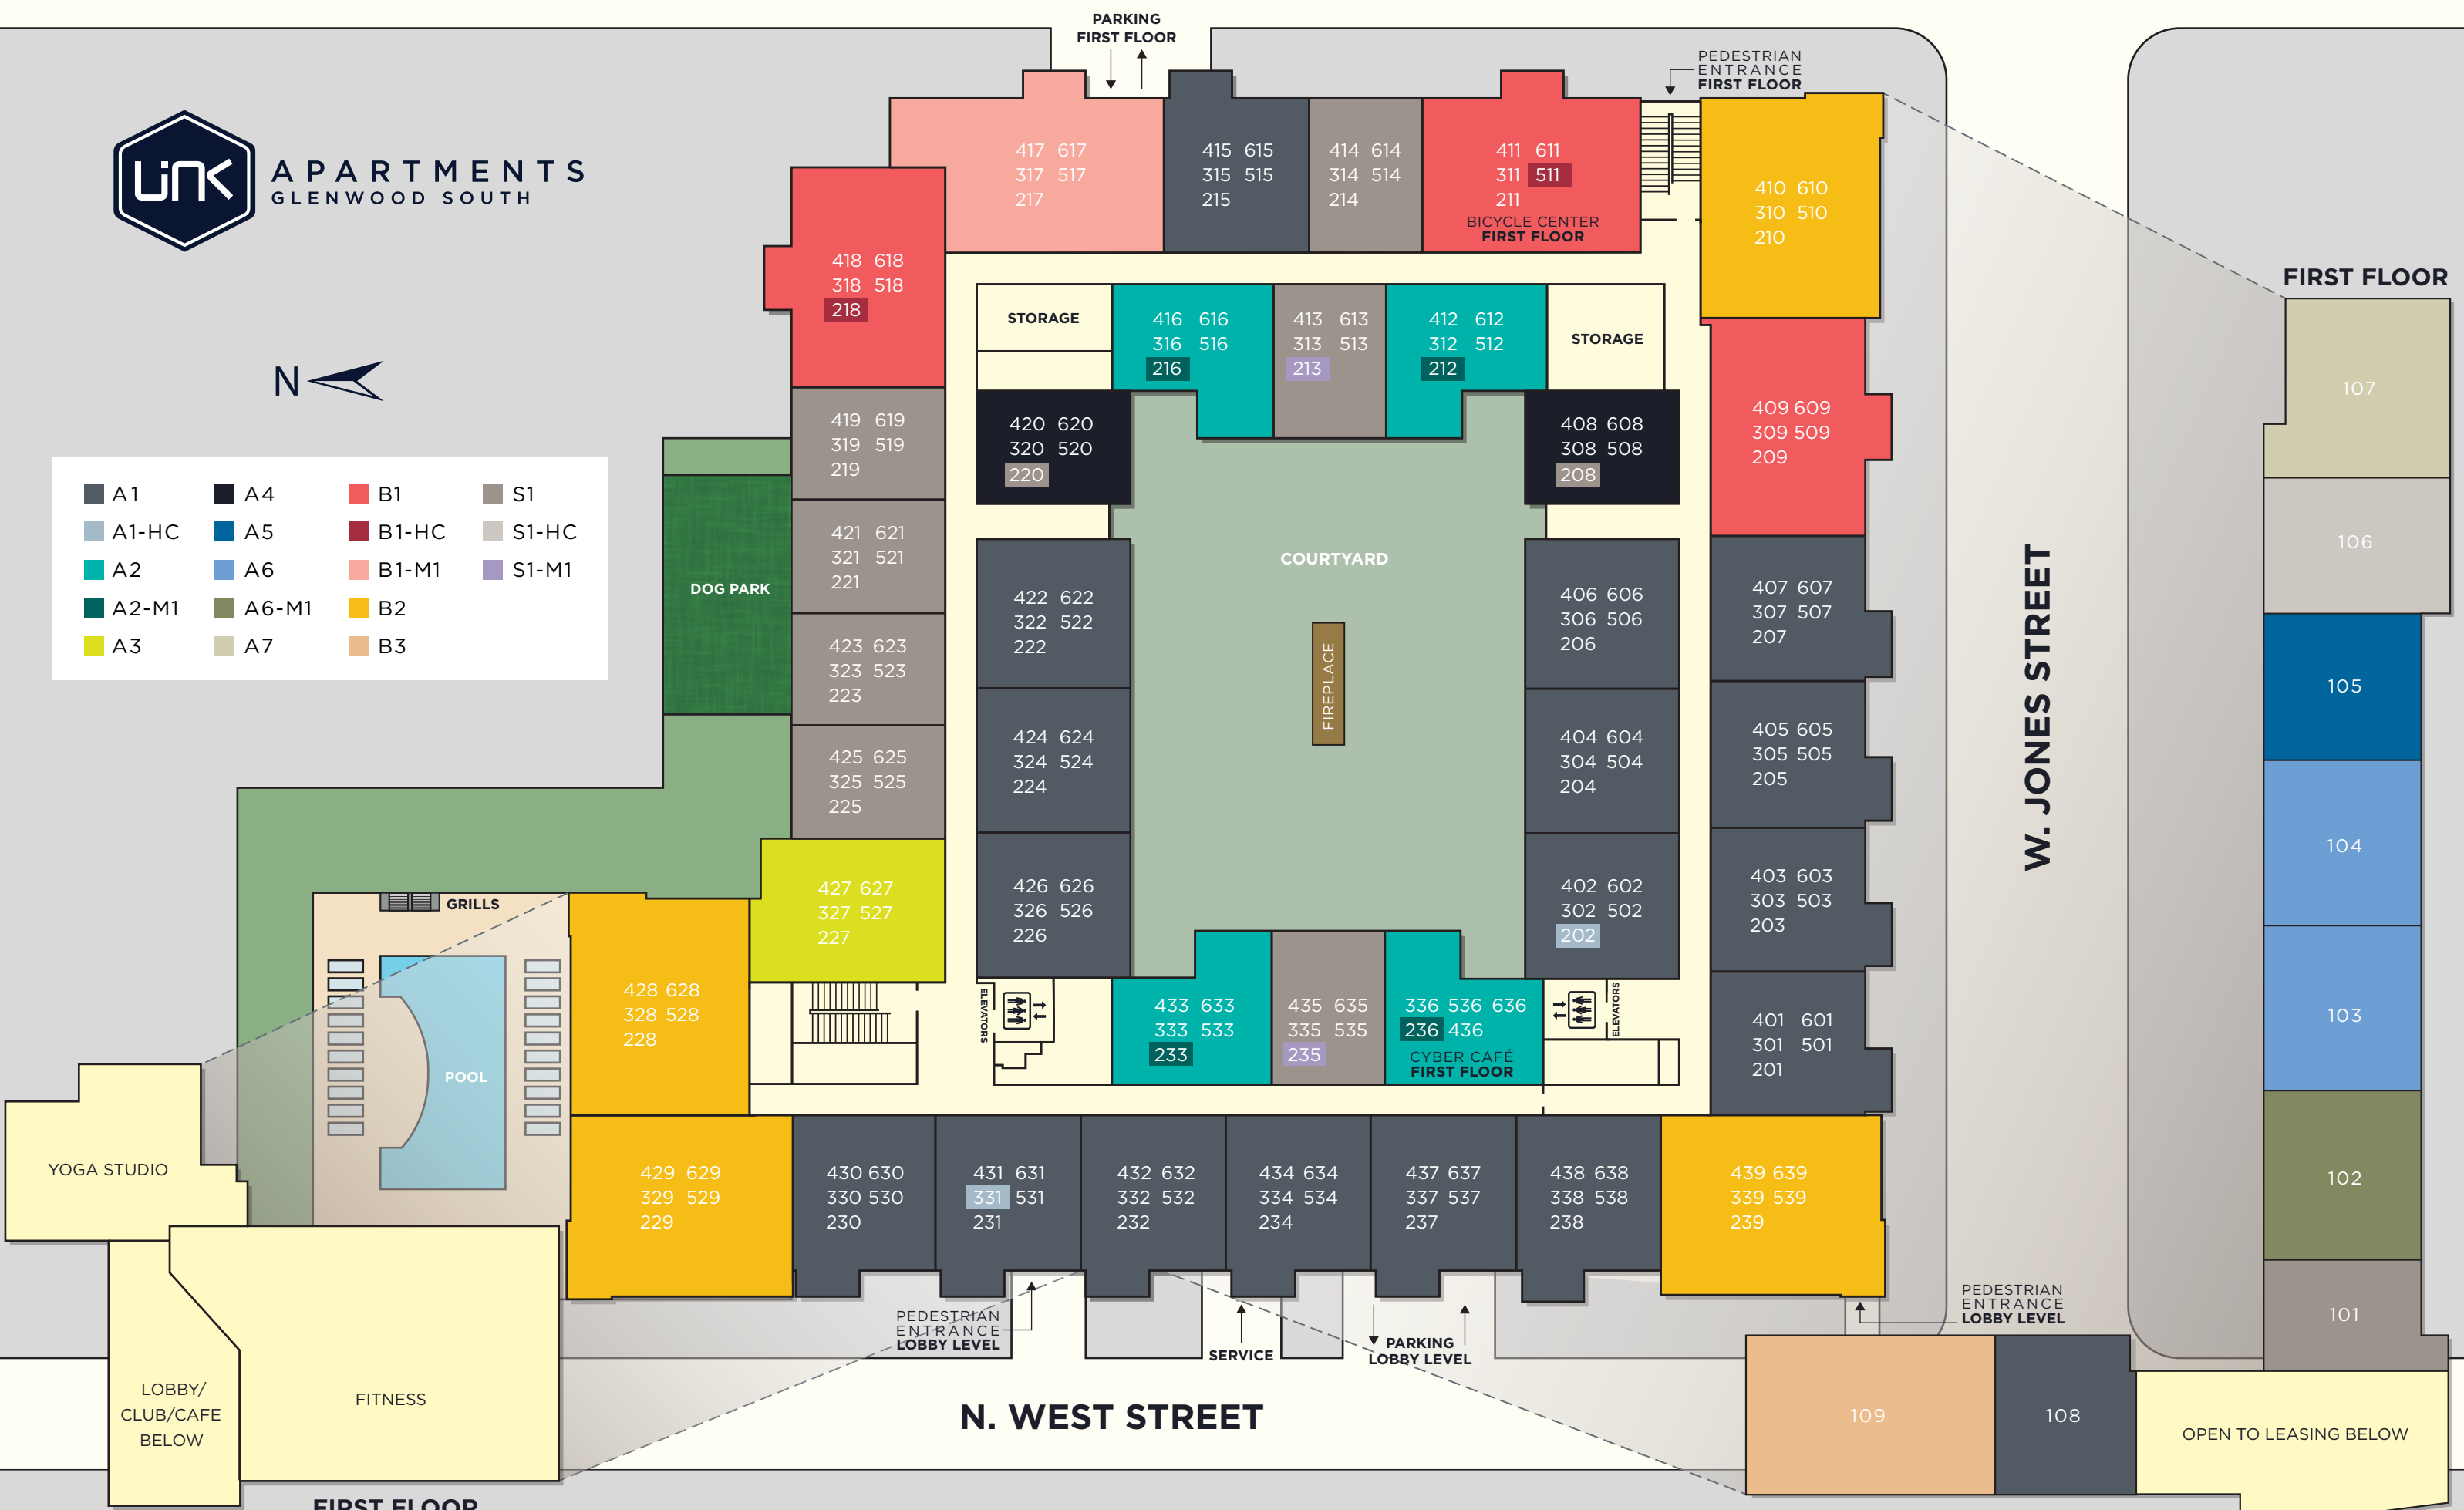 PARKING
FIRST FLOOR
PEDESTRIAN
ENTRANCE
FIRST FLOOR
LINK
APARTMENTS
GLENWOOD SOUTH
N
A1
A1-HC
A2
A2-M1
A3
A4
A5
A6
A6-M1
A7
B1
B1-HC
B1-M1
B2
B3
S1
S1-HC
S1-M1
417 617
317 517
217
415 615
315 515
215
414 614
314 514
214
411 611
311 511
211
BICYCLE CENTER
FIRST FLOOR
410 610
310 510
210
418 618
318 518
218
STORAGE
416 616
316 516
216
413 613
313 513
213
412 612
312 512
212
STORAGE
419 619
319 519
219
420 620
320 520
220
408 608
308 508
208
409 609
309 509
209
421 621
321 521
221
DOG PARK
COURTYARD
FIREPLACE
422 622
322 522
222
406 606
306 506
206
407 607
307 507
207
423 623
323 523
223
424 624
324 524
224
404 604
304 504
204
405 605
305 505
205
425 625
325 525
225
427 627
327 527
227
426 626
326 526
226
402 602
302 502
202
403 603
303 503
203
GRILLS
POOL
428 628
328 528
228
ELEVATORS
433 633
333 533
233
435 635
335 535
235
336 536 636
236 436
CYBER CAFÉ
FIRST FLOOR
ELEVATORS
401 601
301 501
201
429 629
329 529
229
430 630
330 530
230
431 631
331 531
231
432 632
332 532
232
434 634
334 534
234
437 637
337 537
237
438 638
338 538
238
439 639
339 539
239
W. JONES STREET
FIRST FLOOR
107
106
105
104
103
102
101
YOGA STUDIO
LOBBY/
CLUB/CAFE
BELOW
FITNESS
FIRST FLOOR
PEDESTRIAN
ENTRANCE
LOBBY LEVEL
SERVICE
PARKING
LOBBY LEVEL
PEDESTRIAN
ENTRANCE
LOBBY LEVEL
N. WEST STREET
109
108
OPEN TO LEASING BELOW